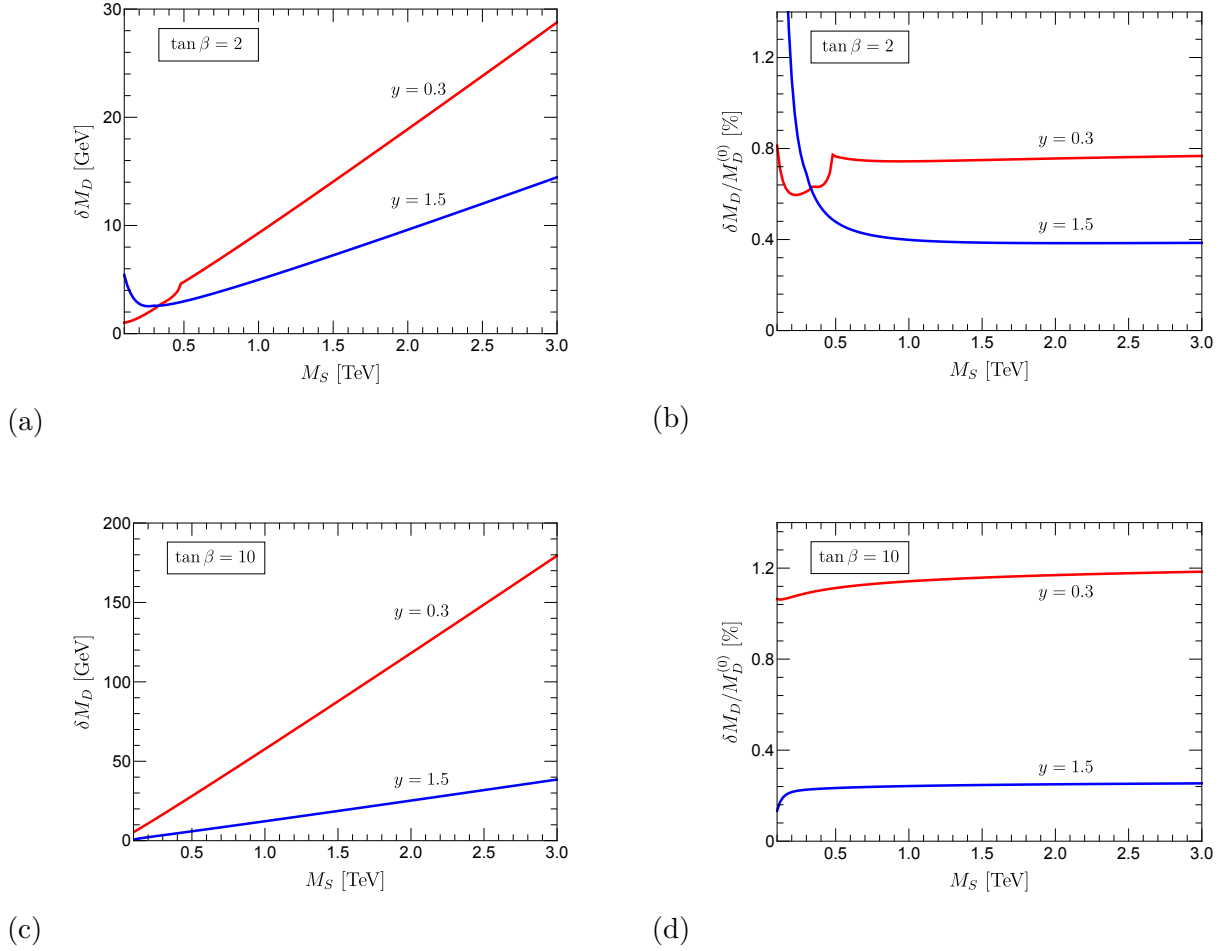 tan β = 2
30
20
10
0
δM_D [GeV]
y = 0.3
y = 1.5
0.5 1.0 1.5 2.0 2.5 3.0
M_S [TeV]
(a)
tan β = 2
1.2
0.8
0.4
0
δM_D/M_D^{(0)} [%]
y = 0.3
y = 1.5
0.5 1.0 1.5 2.0 2.5 3.0
M_S [TeV]
(b)
tan β = 10
200
150
100
50
0
δM_D [GeV]
y = 0.3
y = 1.5
0.5 1.0 1.5 2.0 2.5 3.0
M_S [TeV]
(c)
tan β = 10
1.2
0.8
0.4
0
δM_D/M_D^{(0)} [%]
y = 0.3
y = 1.5
0.5 1.0 1.5 2.0 2.5 3.0
M_S [TeV]
(d)